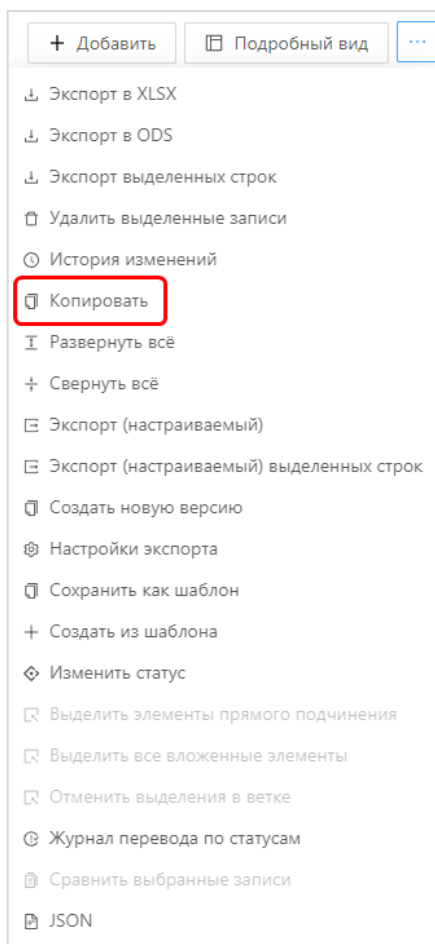 + Добавить Подробный вид ...
Экспорт в XLSX
Экспорт в ODS
Экспорт выделенных строк
Удалить выделенные записи
История изменений
Копировать
Развернуть всё
Свернуть всё
Экспорт (настраиваемый)
Экспорт (настраиваемый) выделенных строк
Создать новую версию
Настройки экспорта
Сохранить как шаблон
Создать из шаблона
Изменить статус
Выделить элементы прямого подчинения
Выделить все вложенные элементы
Отменить выделения в ветке
Журнал перевода по статусам
Сравнить выбранные записи
JSON